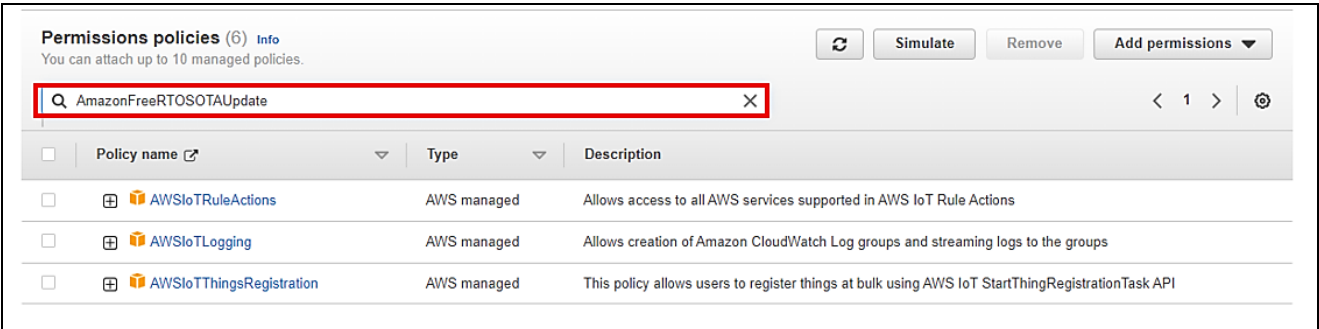 Permissions policies (6) Info
You can attach up to 10 managed policies.
Simulate
Remove
Add permissions
AmazonFreeRTOSOTAUpdate
1
Policy name Type Description
AWSIoTRuleActions AWS managed Allows access to all AWS services supported in AWS IoT Rule Actions
AWSIoTLogging AWS managed Allows creation of Amazon CloudWatch Log groups and streaming logs to the groups
AWSIoTThingsRegistration AWS managed This policy allows users to register things at bulk using AWS IoT StartThingRegistrationTask API